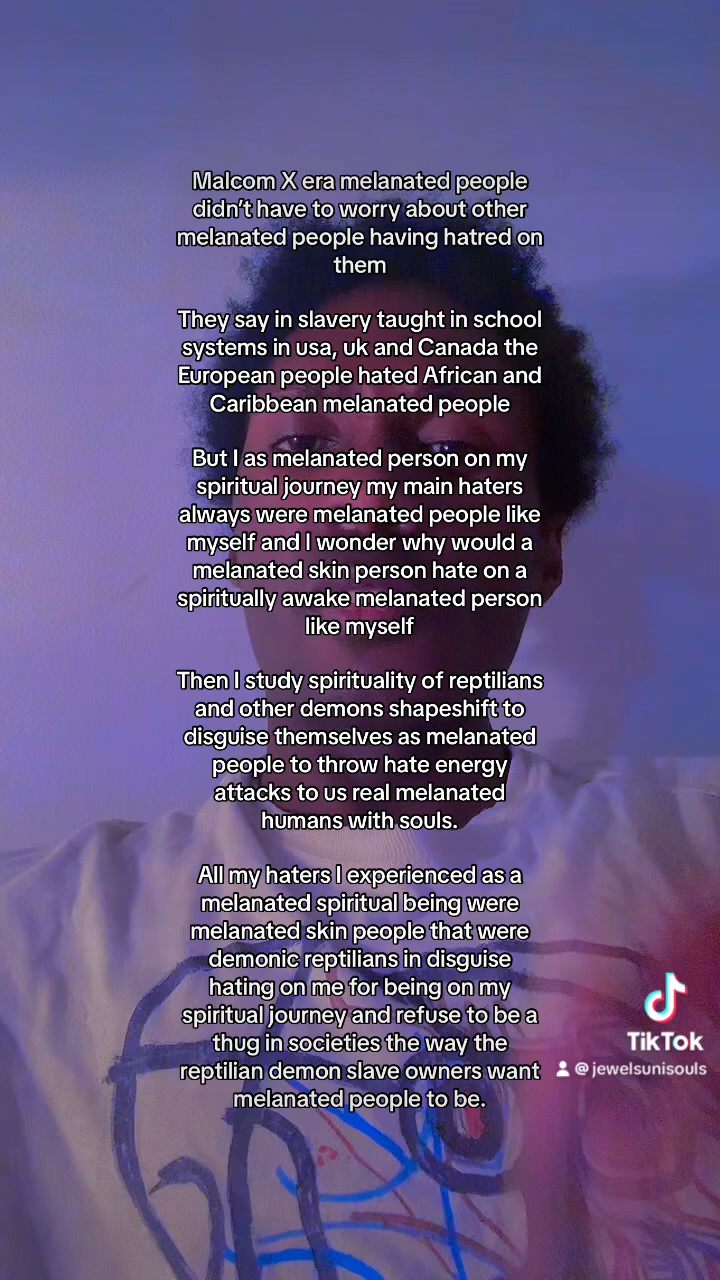 Malcom X era melanated people
didn't have to worry about other
melanated people having hatred on
them
They say in slavery taught in school
systems in usa, uk and Canada the
European people hated African and
Caribbean melanated people
But I as melanated person on my
spiritual journey my main haters
always were melanated people like
myself and I wonder why would a
melanated skin person hate on a
spiritually awake melanated person
like myself
Then I study spirituality of reptilians
and other demons shapeshift to
disguise themselves as melanated
people to throw hate energy
attacks to us real melanated
humans with souls.
All my haters I experienced as a
melanated spiritual being were
melanated skin people that were
demonic reptilians in disguise
hating on me for being on my
spiritual journey and refuse to be a
thug in societies the way the
reptilian demon slave owners want
melanated people to be.
TikTok
@jewelsunisouls